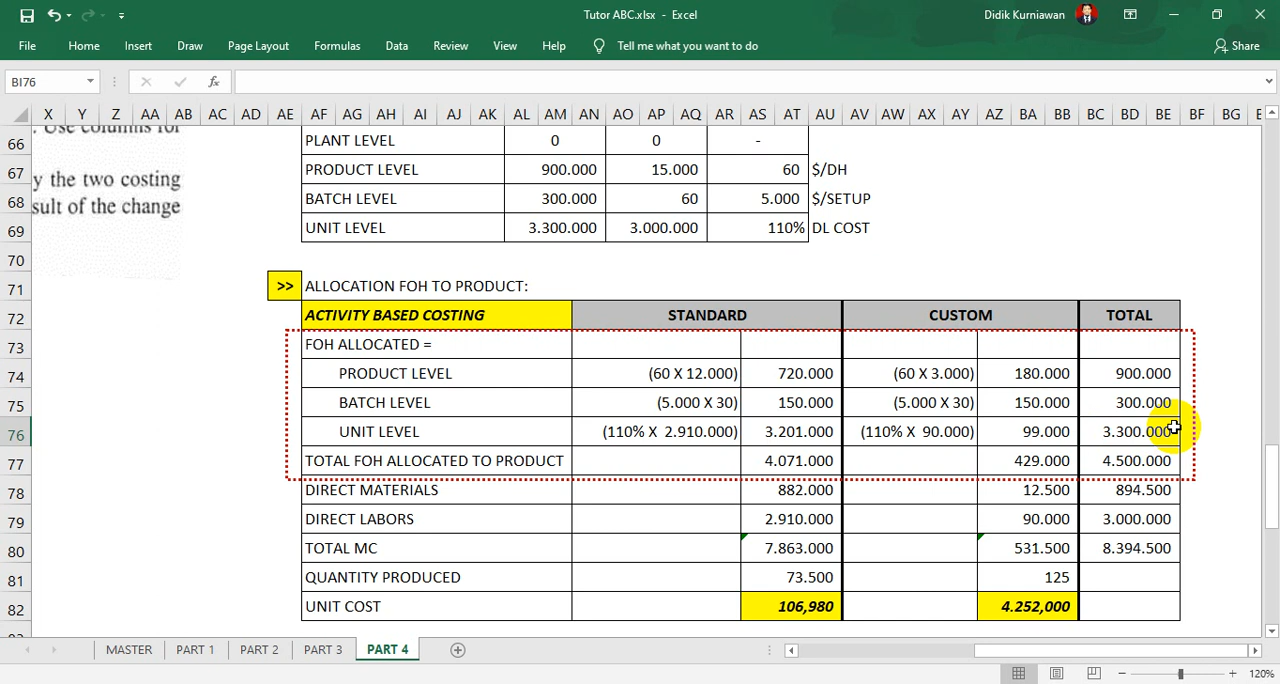 Tutor ABC.xlsx - Excel
Didik Kurniawan
File Home Insert Draw Page Layout Formulas Data Review View Help Tell me what you want to do Share
BI76 fx
X Y Z AA AB AC AD AE AF AG AH AI AJ AK AL AM AN AO AP AQ AR AS AT AU AV AW AX AY AZ BA BB BC BD BE BF BG
. Use columns for
66 PLANT LEVEL 0 0 -
y the two costing
67 PRODUCT LEVEL 900.000 15.000 60 $/DH
sult of the change
68 BATCH LEVEL 300.000 60 5.000 $/SETUP
69 UNIT LEVEL 3.300.000 3.000.000 110% DL COST
70
71 >> ALLOCATION FOH TO PRODUCT:
72 ACTIVITY BASED COSTING STANDARD CUSTOM TOTAL
73 FOH ALLOCATED =
74 PRODUCT LEVEL (60 X 12.000) 720.000 (60 X 3.000) 180.000 900.000
75 BATCH LEVEL (5.000 X 30) 150.000 (5.000 X 30) 150.000 300.000
76 UNIT LEVEL (110% X 2.910.000) 3.201.000 (110% X 90.000) 99.000 3.300.000
77 TOTAL FOH ALLOCATED TO PRODUCT 4.071.000 429.000 4.500.000
78 DIRECT MATERIALS 882.000 12.500 894.500
79 DIRECT LABORS 2.910.000 90.000 3.000.000
80 TOTAL MC 7.863.000 531.500 8.394.500
81 QUANTITY PRODUCED 73.500 125
82 UNIT COST 106,980 4.252,000
MASTER PART 1 PART 2 PART 3 PART 4
120%